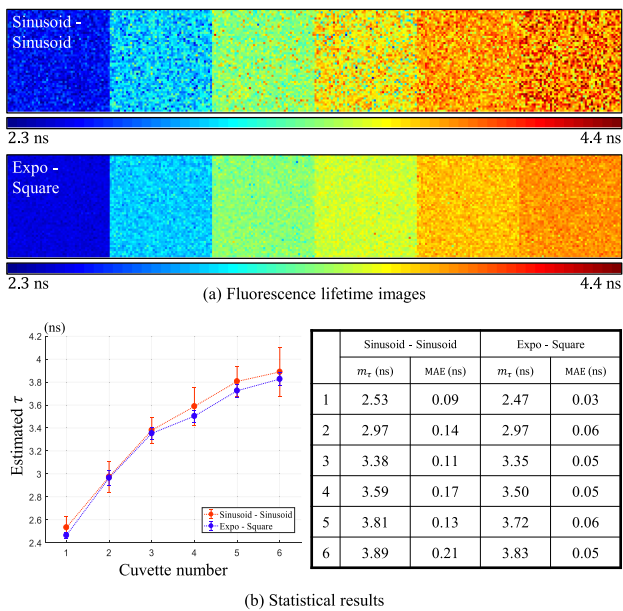 Sinusoid -
Sinusoid
2.3 ns 4.4 ns
Expo -
Square
2.3 ns 4.4 ns
(a) Fluorescence lifetime images
(ns)
4.2
4
3.8
3.6
3.4
3.2
3
2.8
2.6
2.4
Estimated τ
1 2 3 4 5 6
Cuvette number
Sinusoid - Sinusoid
Expo - Square
Sinusoid - Sinusoid Expo - Square
mτ (ns) MAE (ns) mτ (ns) MAE (ns)
1 2.53 0.09 2.47 0.03
2 2.97 0.14 2.97 0.06
3 3.38 0.11 3.35 0.05
4 3.59 0.17 3.50 0.05
5 3.81 0.13 3.72 0.06
6 3.89 0.21 3.83 0.05
(b) Statistical results